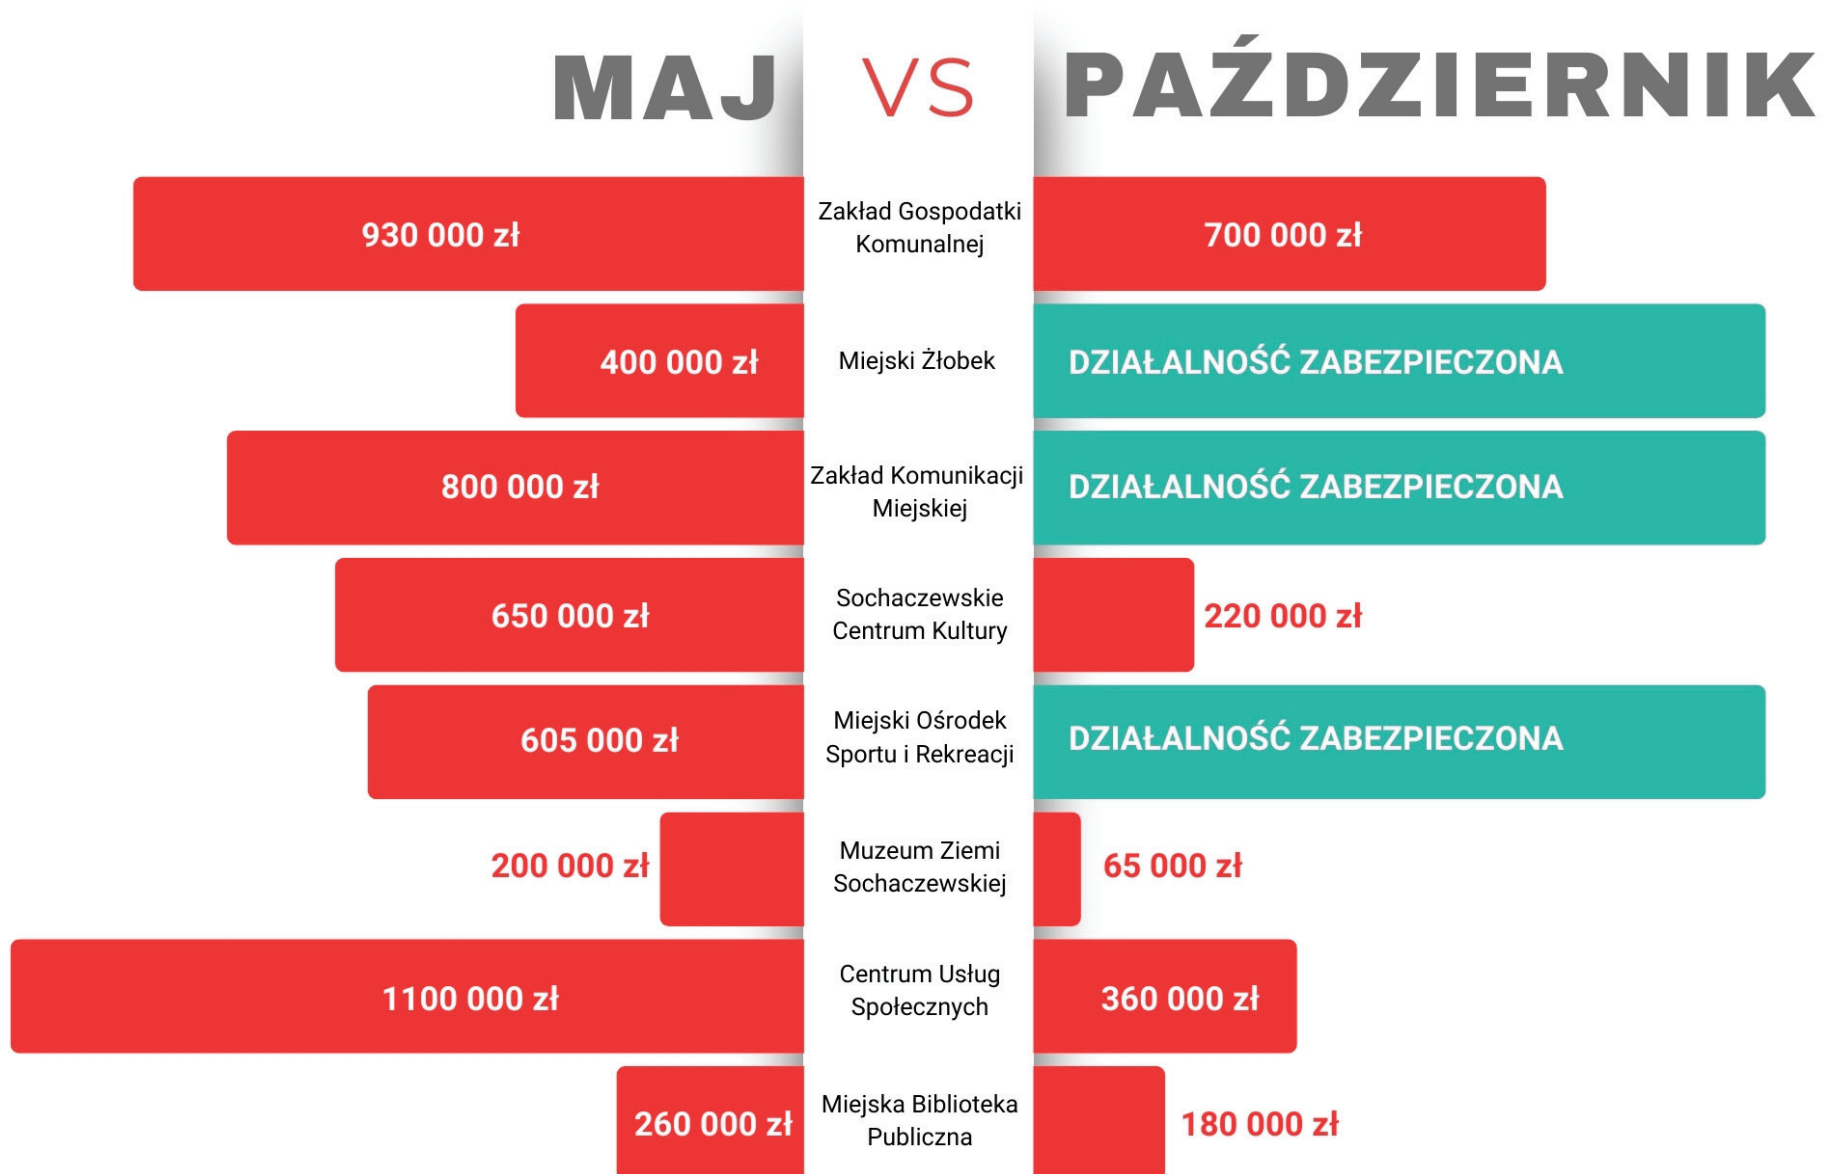 MAJ VS PAŹDZIERNIK
930 000 zł
Zakład Gospodatki
Komunalnej
700 000 zł
400 000 zł
Miejski Żłobek
DZIAŁALNOŚĆ ZABEZPIECZONA
800 000 zł
Zakład Komunikacji
Miejskiej
DZIAŁALNOŚĆ ZABEZPIECZONA
650 000 zł
Sochaczewskie
Centrum Kultury
220 000 zł
605 000 zł
Miejski Ośrodek
Sportu i Rekreacji
DZIAŁALNOŚĆ ZABEZPIECZONA
200 000 zł
Muzeum Ziemi
Sochaczewskiej
65 000 zł
1100 000 zł
Centrum Usług
Społecznych
360 000 zł
260 000 zł
Miejska Biblioteka
Publiczna
180 000 zł